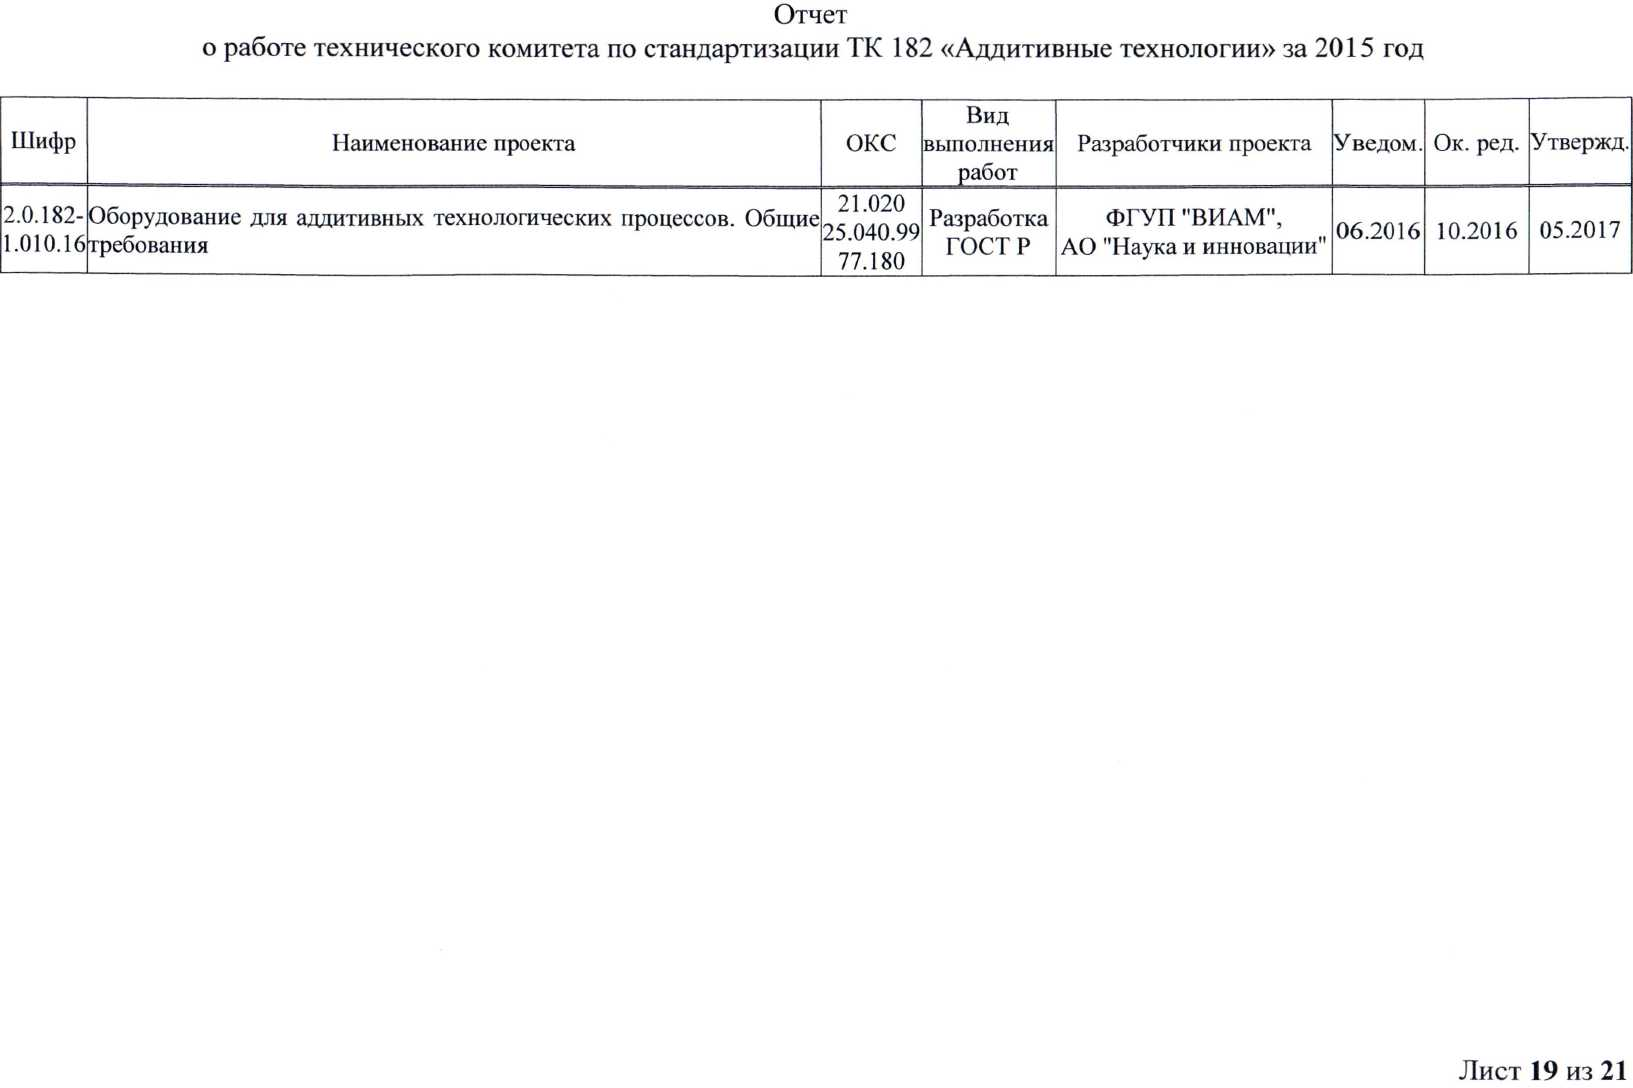 Отчет
о работе технического комитета по стандартизации ТК 182 «Аддитивные технологии» за 2015 год
Шифр
Наименование проекта
ОКС
Вид
выполнения
работ
Разработчики проекта
Уведом.
Ок. ред.
Утвержд.
2.0.182-
1.010.16
Оборудование для аддитивных технологических процессов. Общие
требования
21.020
25.040.99
77.180
Разработка
ГОСТ Р
ФГУП "ВИАМ",
АО "Наука и инновации"
06.2016
10.2016
05.2017
Лист 19 из 21